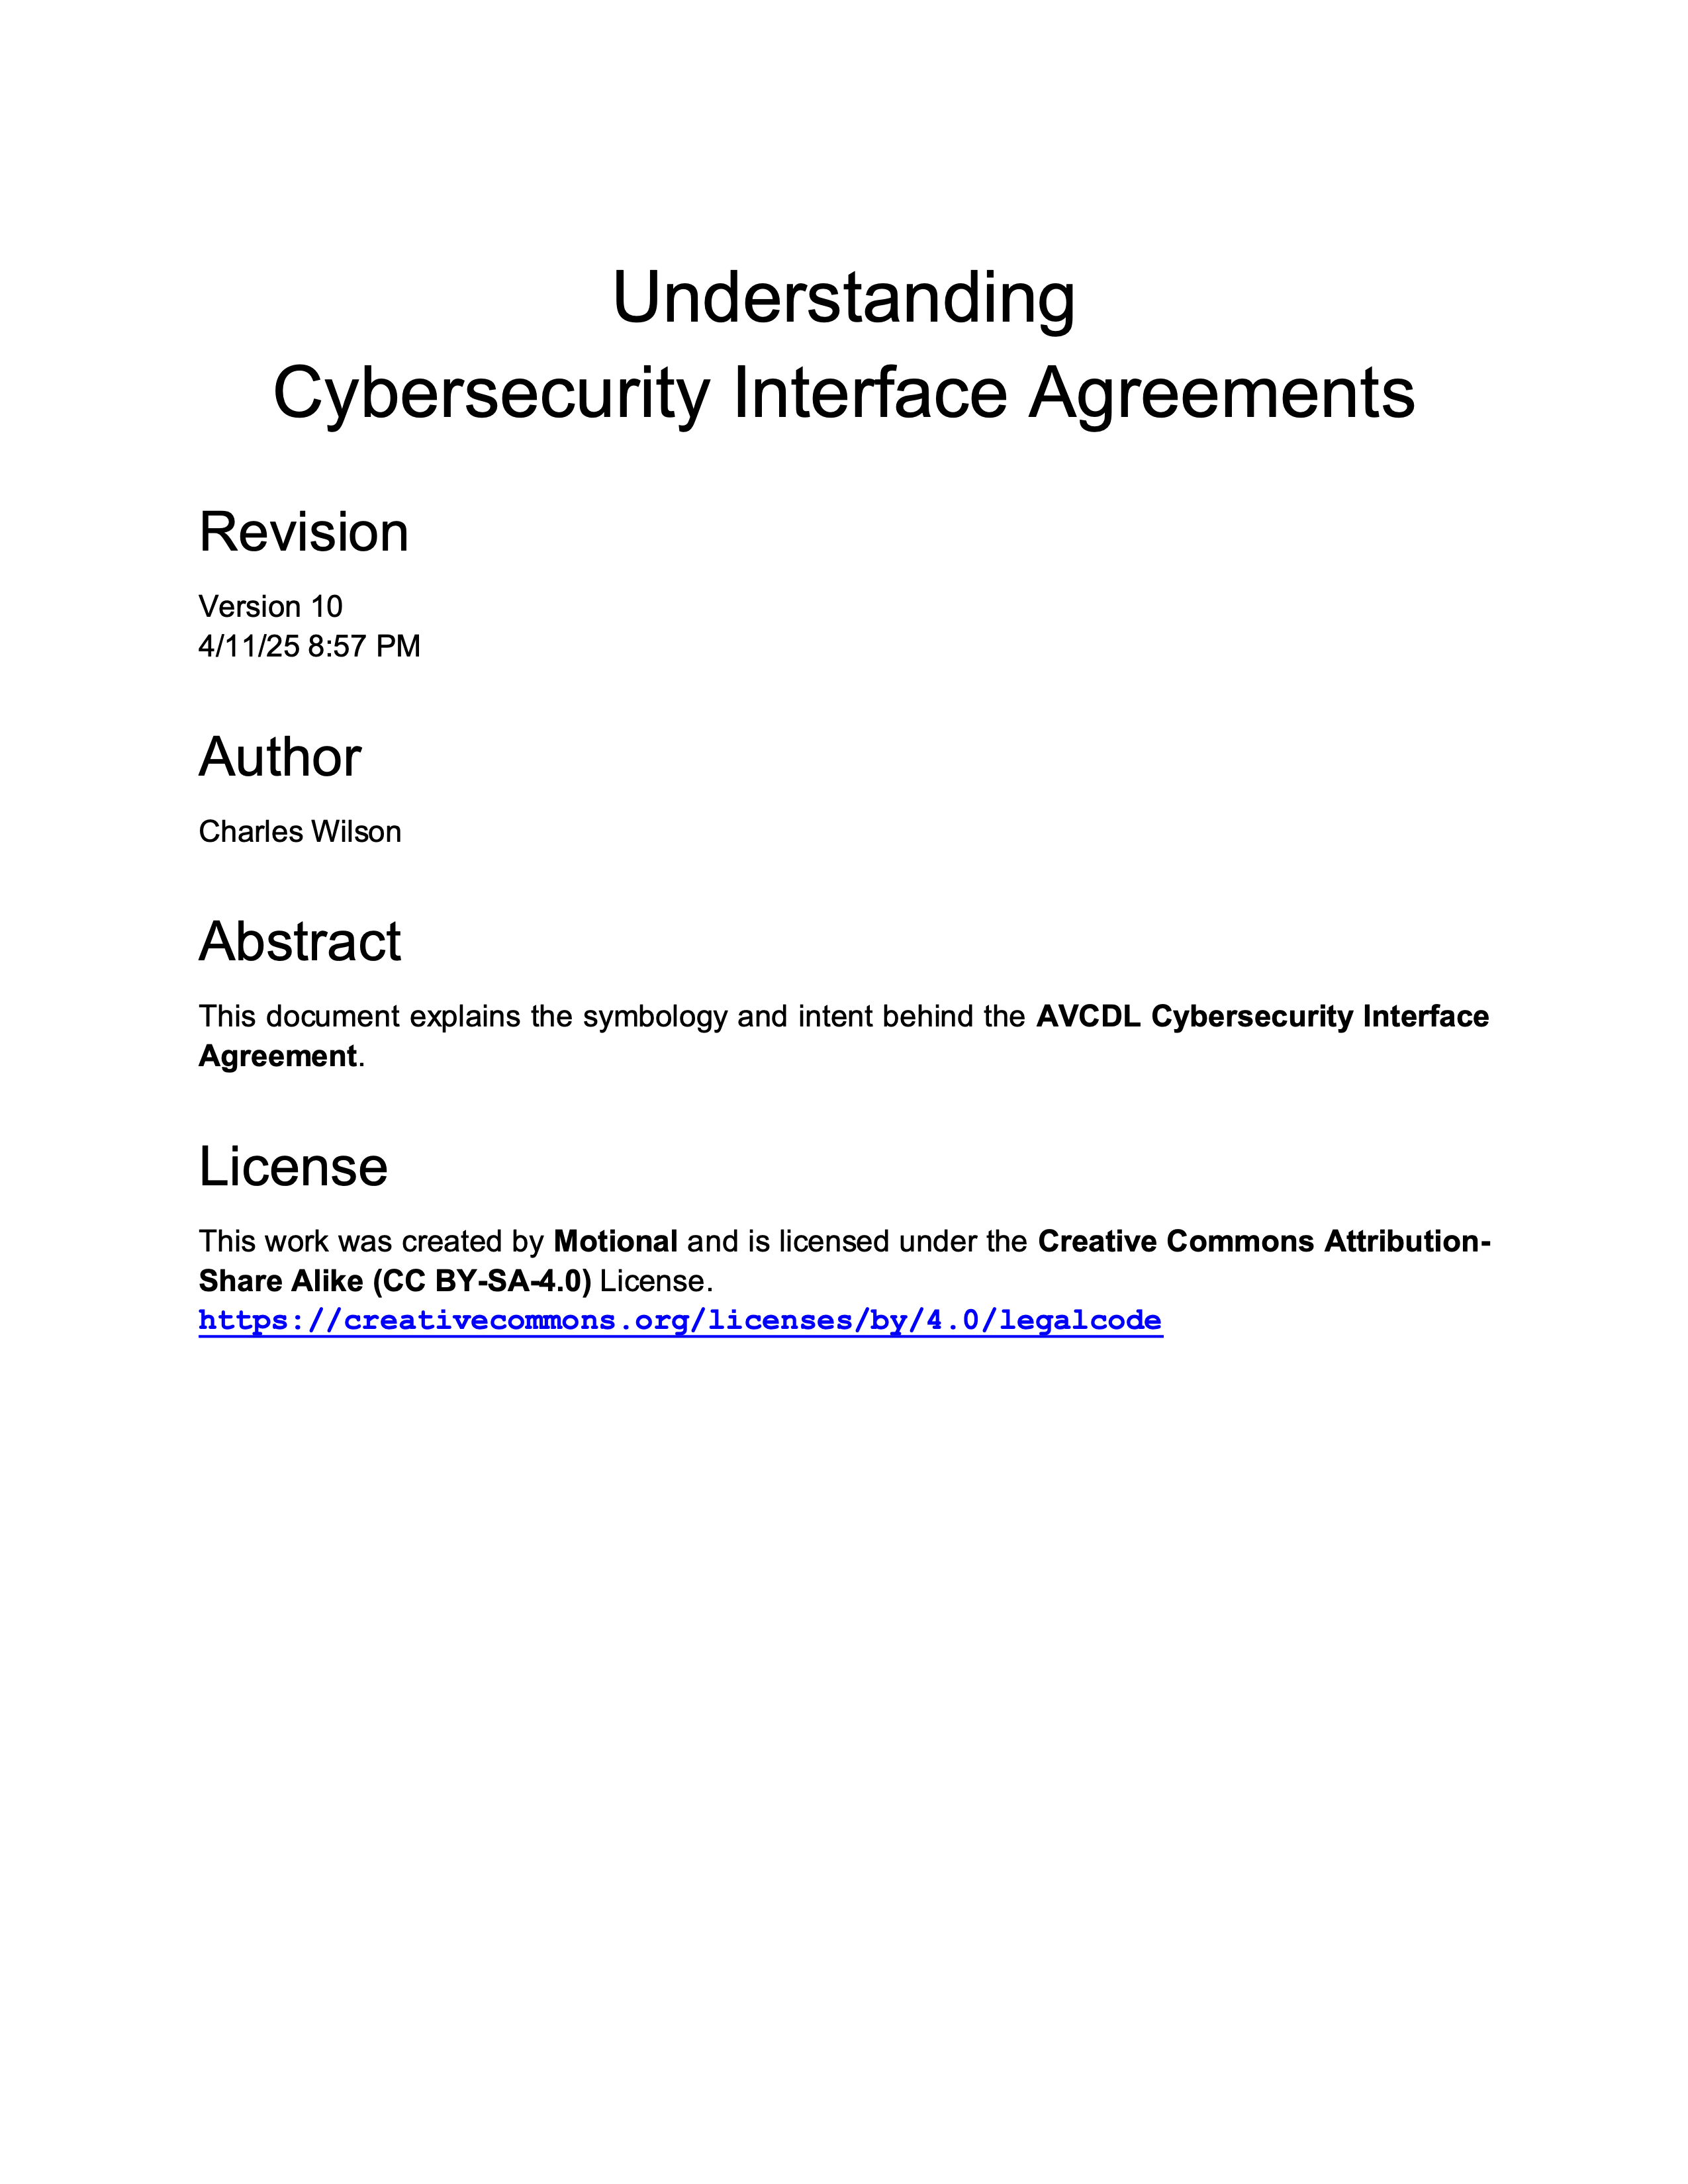 Understanding
Cybersecurity Interface Agreements
Revision
Version 10
4/11/25 8:57 PM
Author
Charles Wilson
Abstract
This document explains the symbology and intent behind the AVCDL Cybersecurity Interface
Agreement.
License
This work was created by Motional and is licensed under the Creative Commons Attribution-
Share Alike (CC BY-SA-4.0) License.
https://creativecommons.org/licenses/by/4.0/legalcode